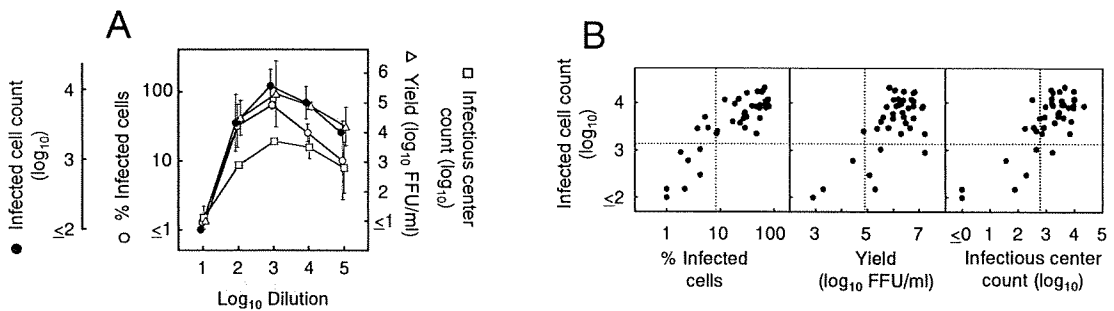 A
● Infected cell count
(log₁₀)
4
3
≤2
○ % Infected cells
100
10
≤1
6
5
4
3
2
≤1
△ Yield (log₁₀ FFU/ml)
□ Infectious center
count (log₁₀)
1 2 3 4 5
Log₁₀ Dilution
B
Infected cell count
(log₁₀)
4
3
≤2
1 10 100
% Infected
cells
3 5 7
Yield
(log₁₀ FFU/ml)
≤0 1 2 3 4 5
Infectious center
count (log₁₀)